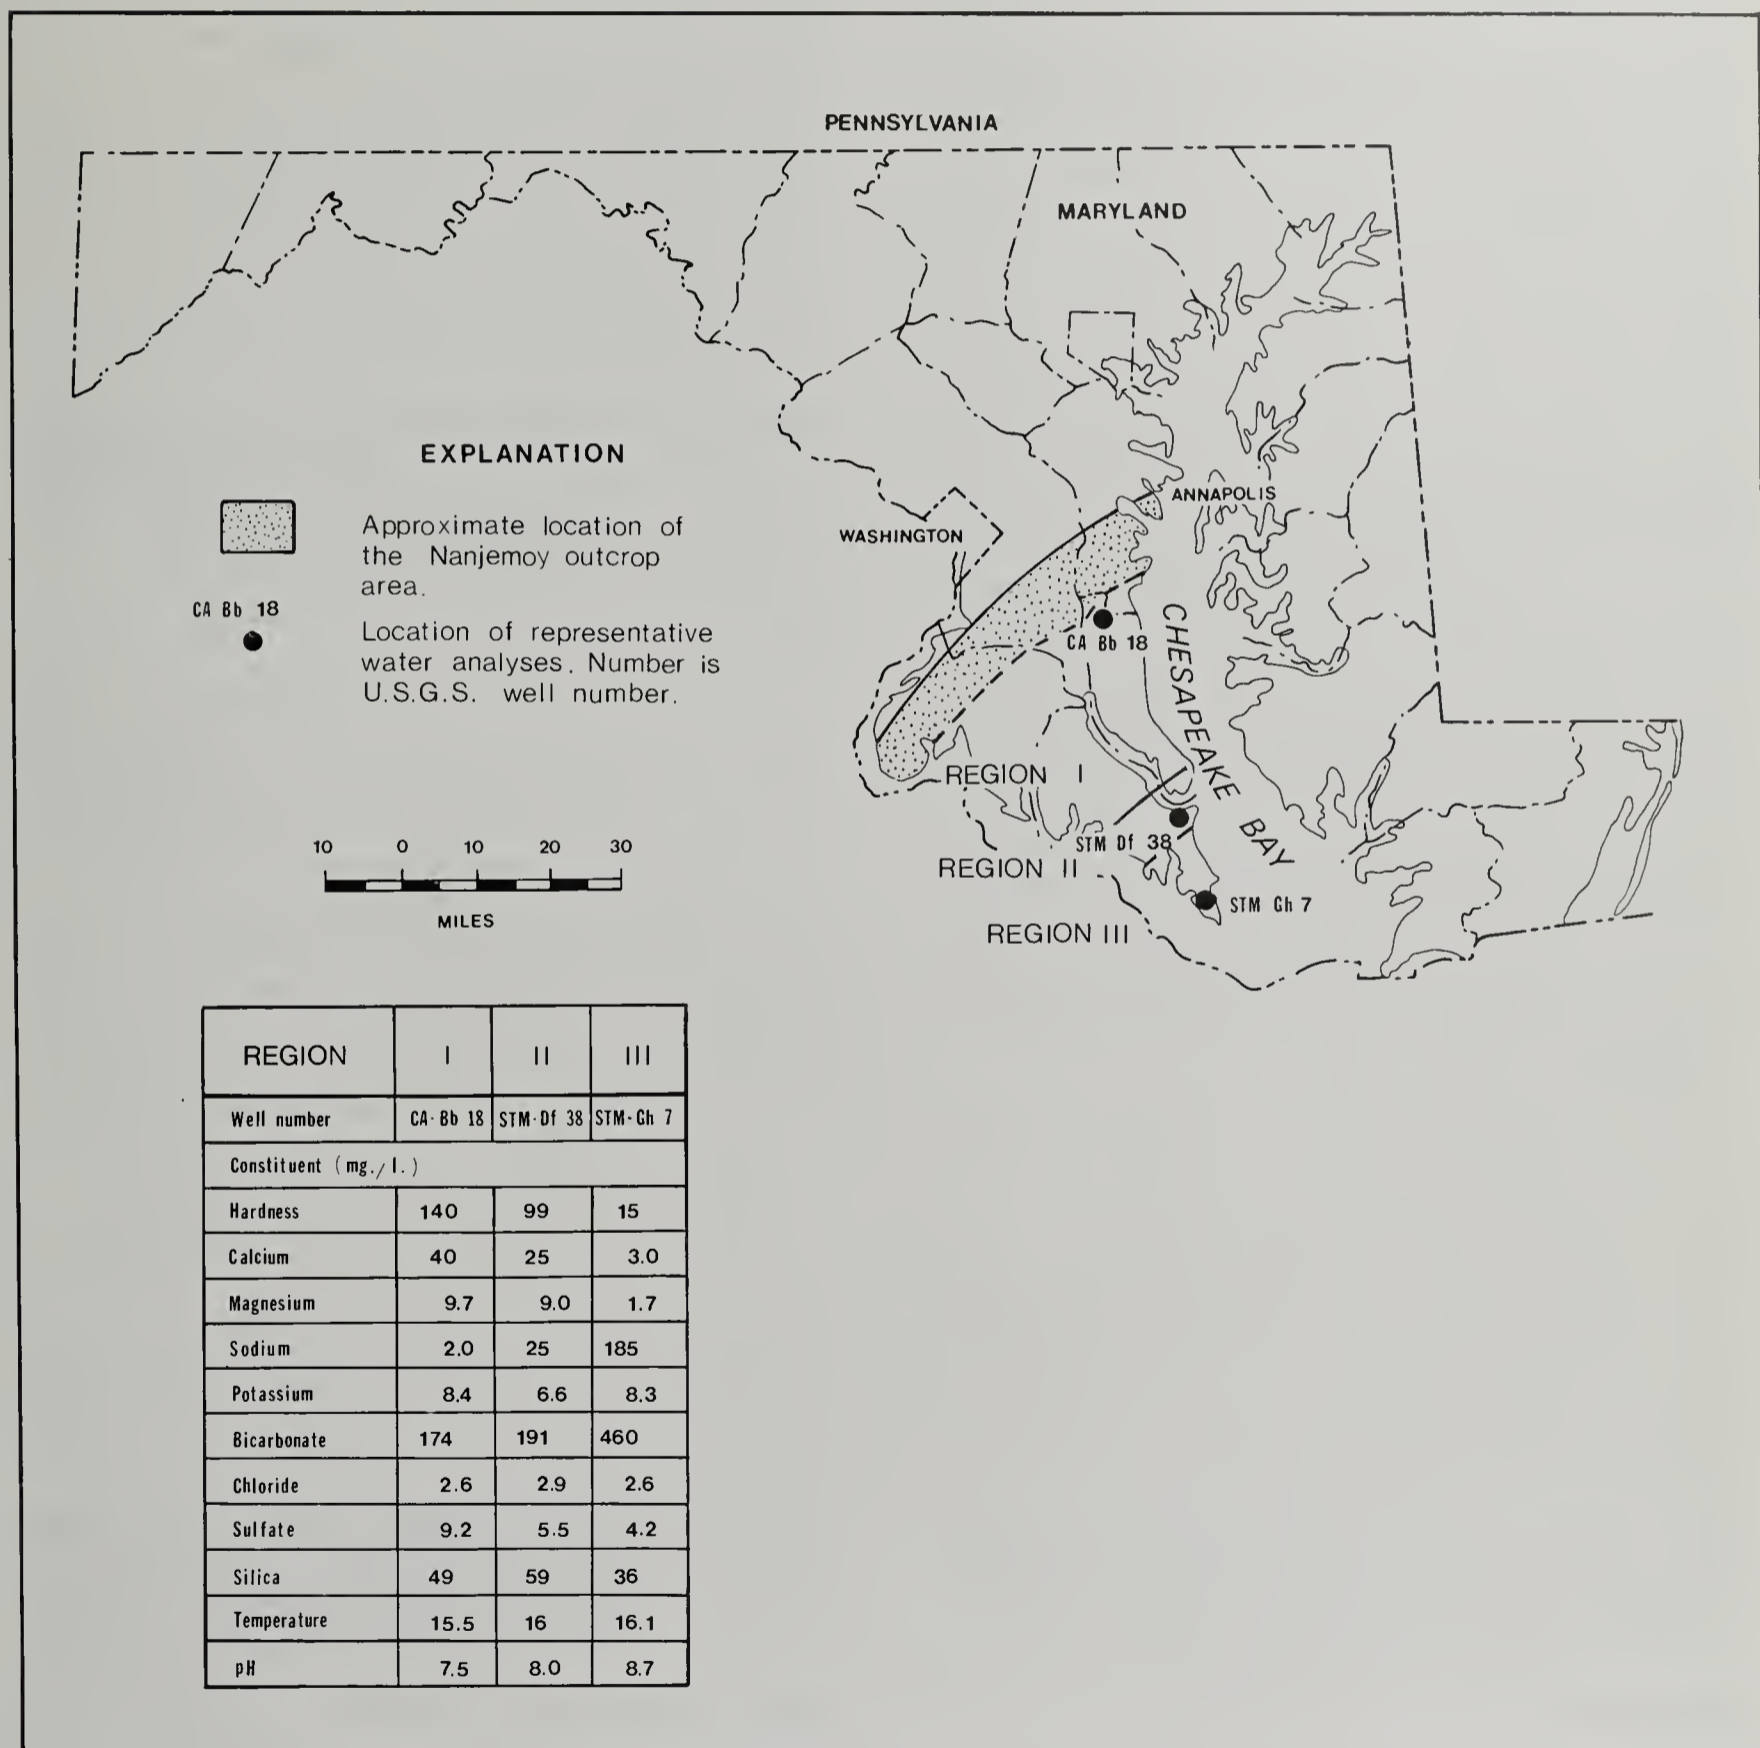 PENNSYLVANIA
MARYLAND
EXPLANATION
Approximate location of
the Nanjemoy outcrop
area.
CA Bb 18
Location of representative
water analyses. Number is
U.S.G.S. well number.
WASHINGTON
ANNAPOLIS
CA Bb 18
CHESAPEAKE BAY
REGION I
STM Df 38
REGION II
STM Gh 7
REGION III
10 0 10 20 30
MILES
REGION I II III
Well number CA-Bb 18 STM-Df 38 STM-Gh 7
Constituent (mg./l.)
Hardness 140 99 15
Calcium 40 25 3.0
Magnesium 9.7 9.0 1.7
Sodium 2.0 25 185
Potassium 8.4 6.6 8.3
Bicarbonate 174 191 460
Chloride 2.6 2.9 2.6
Sulfate 9.2 5.5 4.2
Silica 49 59 36
Temperature 15.5 16 16.1
pH 7.5 8.0 8.7